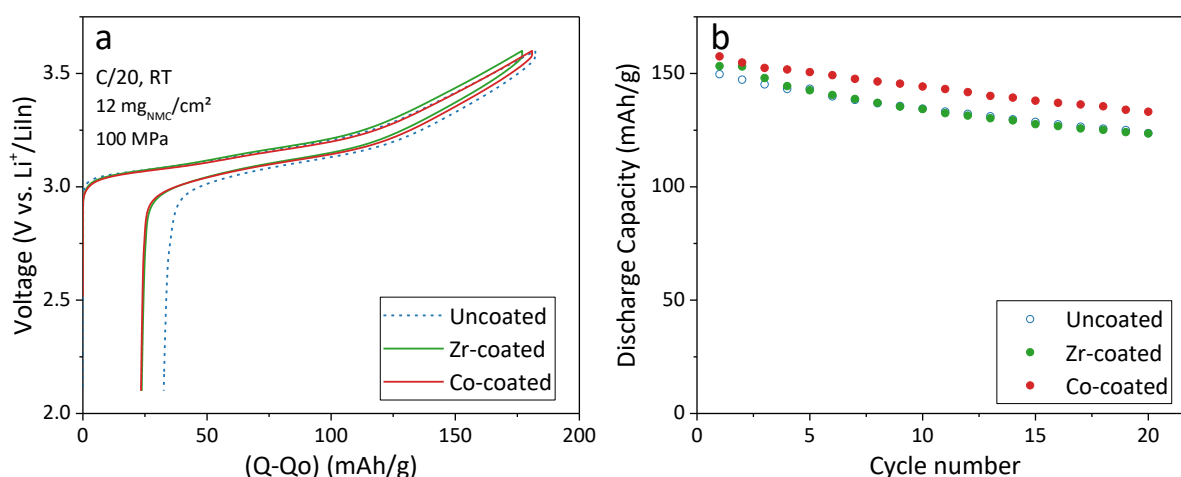 a
C/20, RT
12 mgNMC/cm²
100 MPa
Voltage (V vs. Li⁺/LiIn)
3.5
3.0
2.5
2.0
Uncoated
Zr-coated
Co-coated
0
50
100
150
200
(Q-Qo) (mAh/g)
b
Discharge Capacity (mAh/g)
150
100
50
0
Uncoated
Zr-coated
Co-coated
0
5
10
15
20
Cycle number